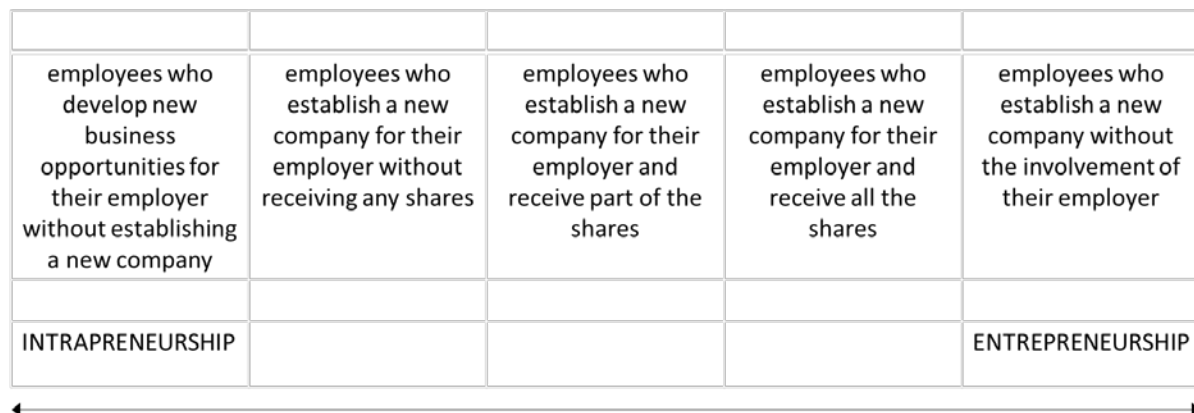 employees who
develop new
business
opportunities for
their employer
without establishing
a new company
employees who
establish a new
company for their
employer without
receiving any shares
employees who
establish a new
company for their
employer and
receive part of the
shares
employees who
establish a new
company for their
employer and
receive all the
shares
employees who
establish a new
company without
the involvement of
their employer
INTRAPRENEURSHIP
ENTREPRENEURSHIP